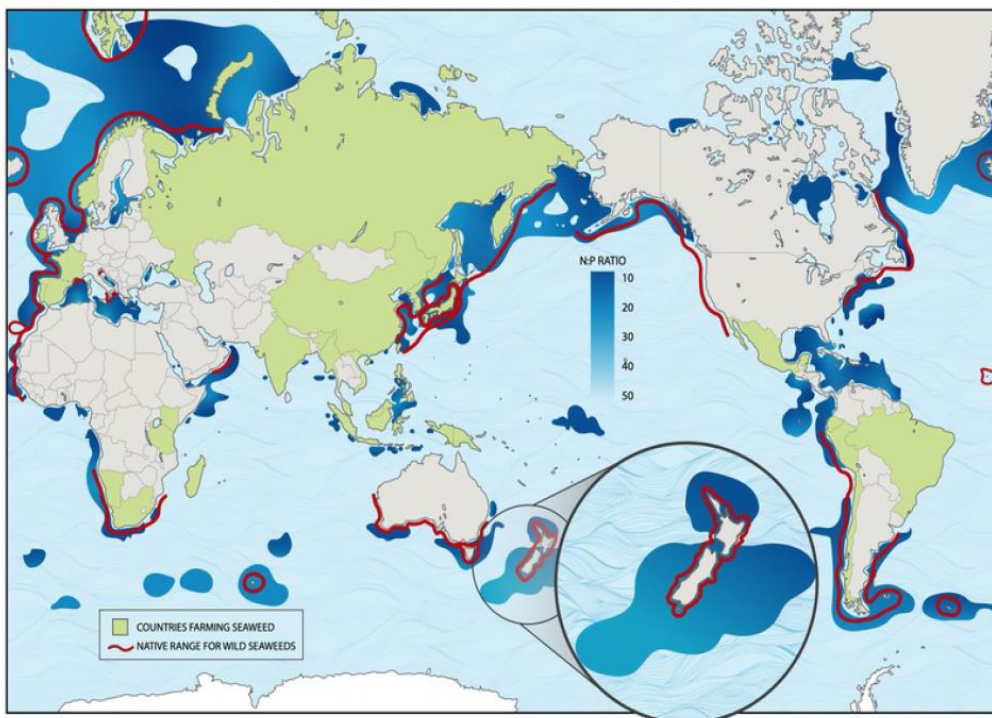 N:P RATIO
10
20
30
40
50
COUNTRIES FARMING SEAWEED
NATIVE RANGE FOR WILD SEAWEEDS